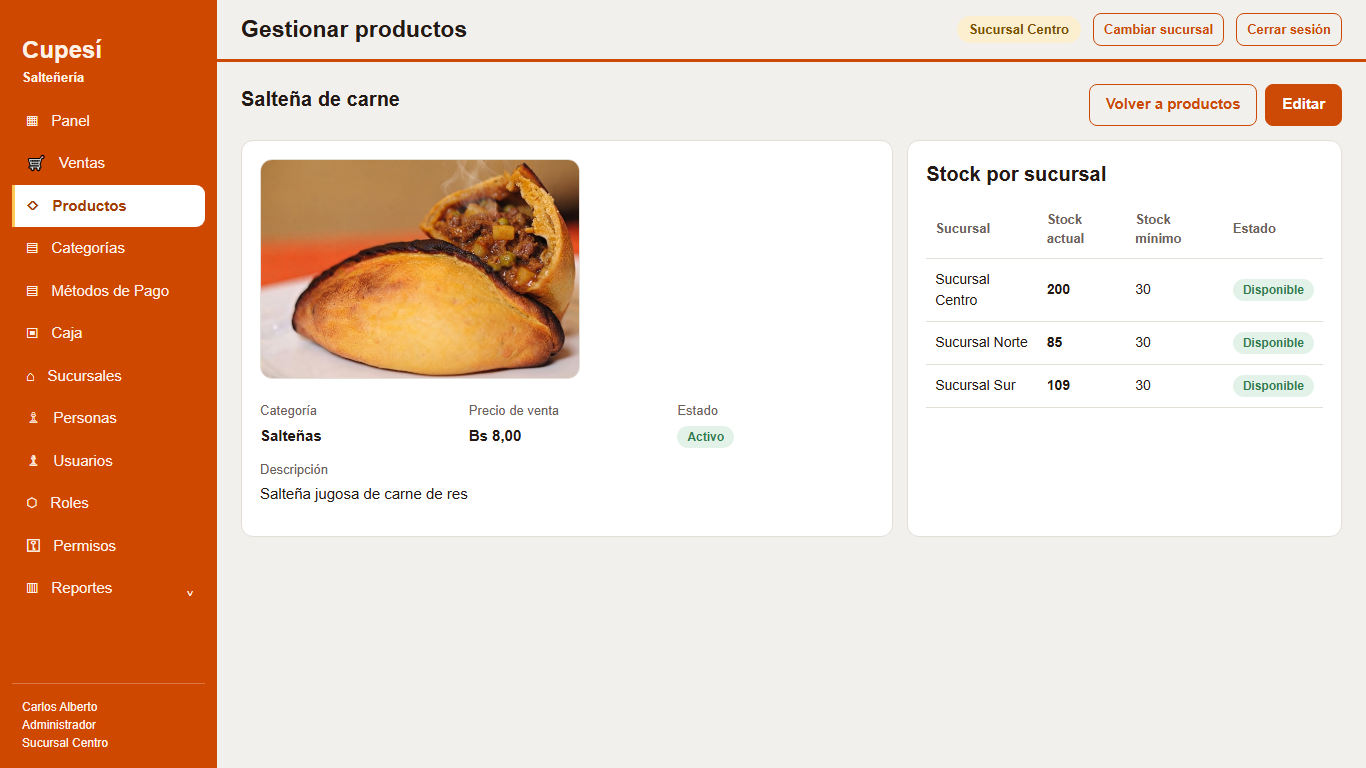 Cupesí
Salteñería
Panel
Ventas
Productos
Categorías
Métodos de Pago
Caja
Sucursales
Personas
Usuarios
Roles
Permisos
Reportes
Carlos Alberto
Administrador
Sucursal Centro
Gestionar productos
Sucursal Centro
Cambiar sucursal
Cerrar sesión
Salteña de carne
Volver a productos
Editar
Categoría
Precio de venta
Estado
Salteñas
Bs 8,00
Activo
Descripción
Salteña jugosa de carne de res
Stock por sucursal
Sucursal
Stock actual
Stock mínimo
Estado
Sucursal Centro
200
30
Disponible
Sucursal Norte
85
30
Disponible
Sucursal Sur
109
30
Disponible